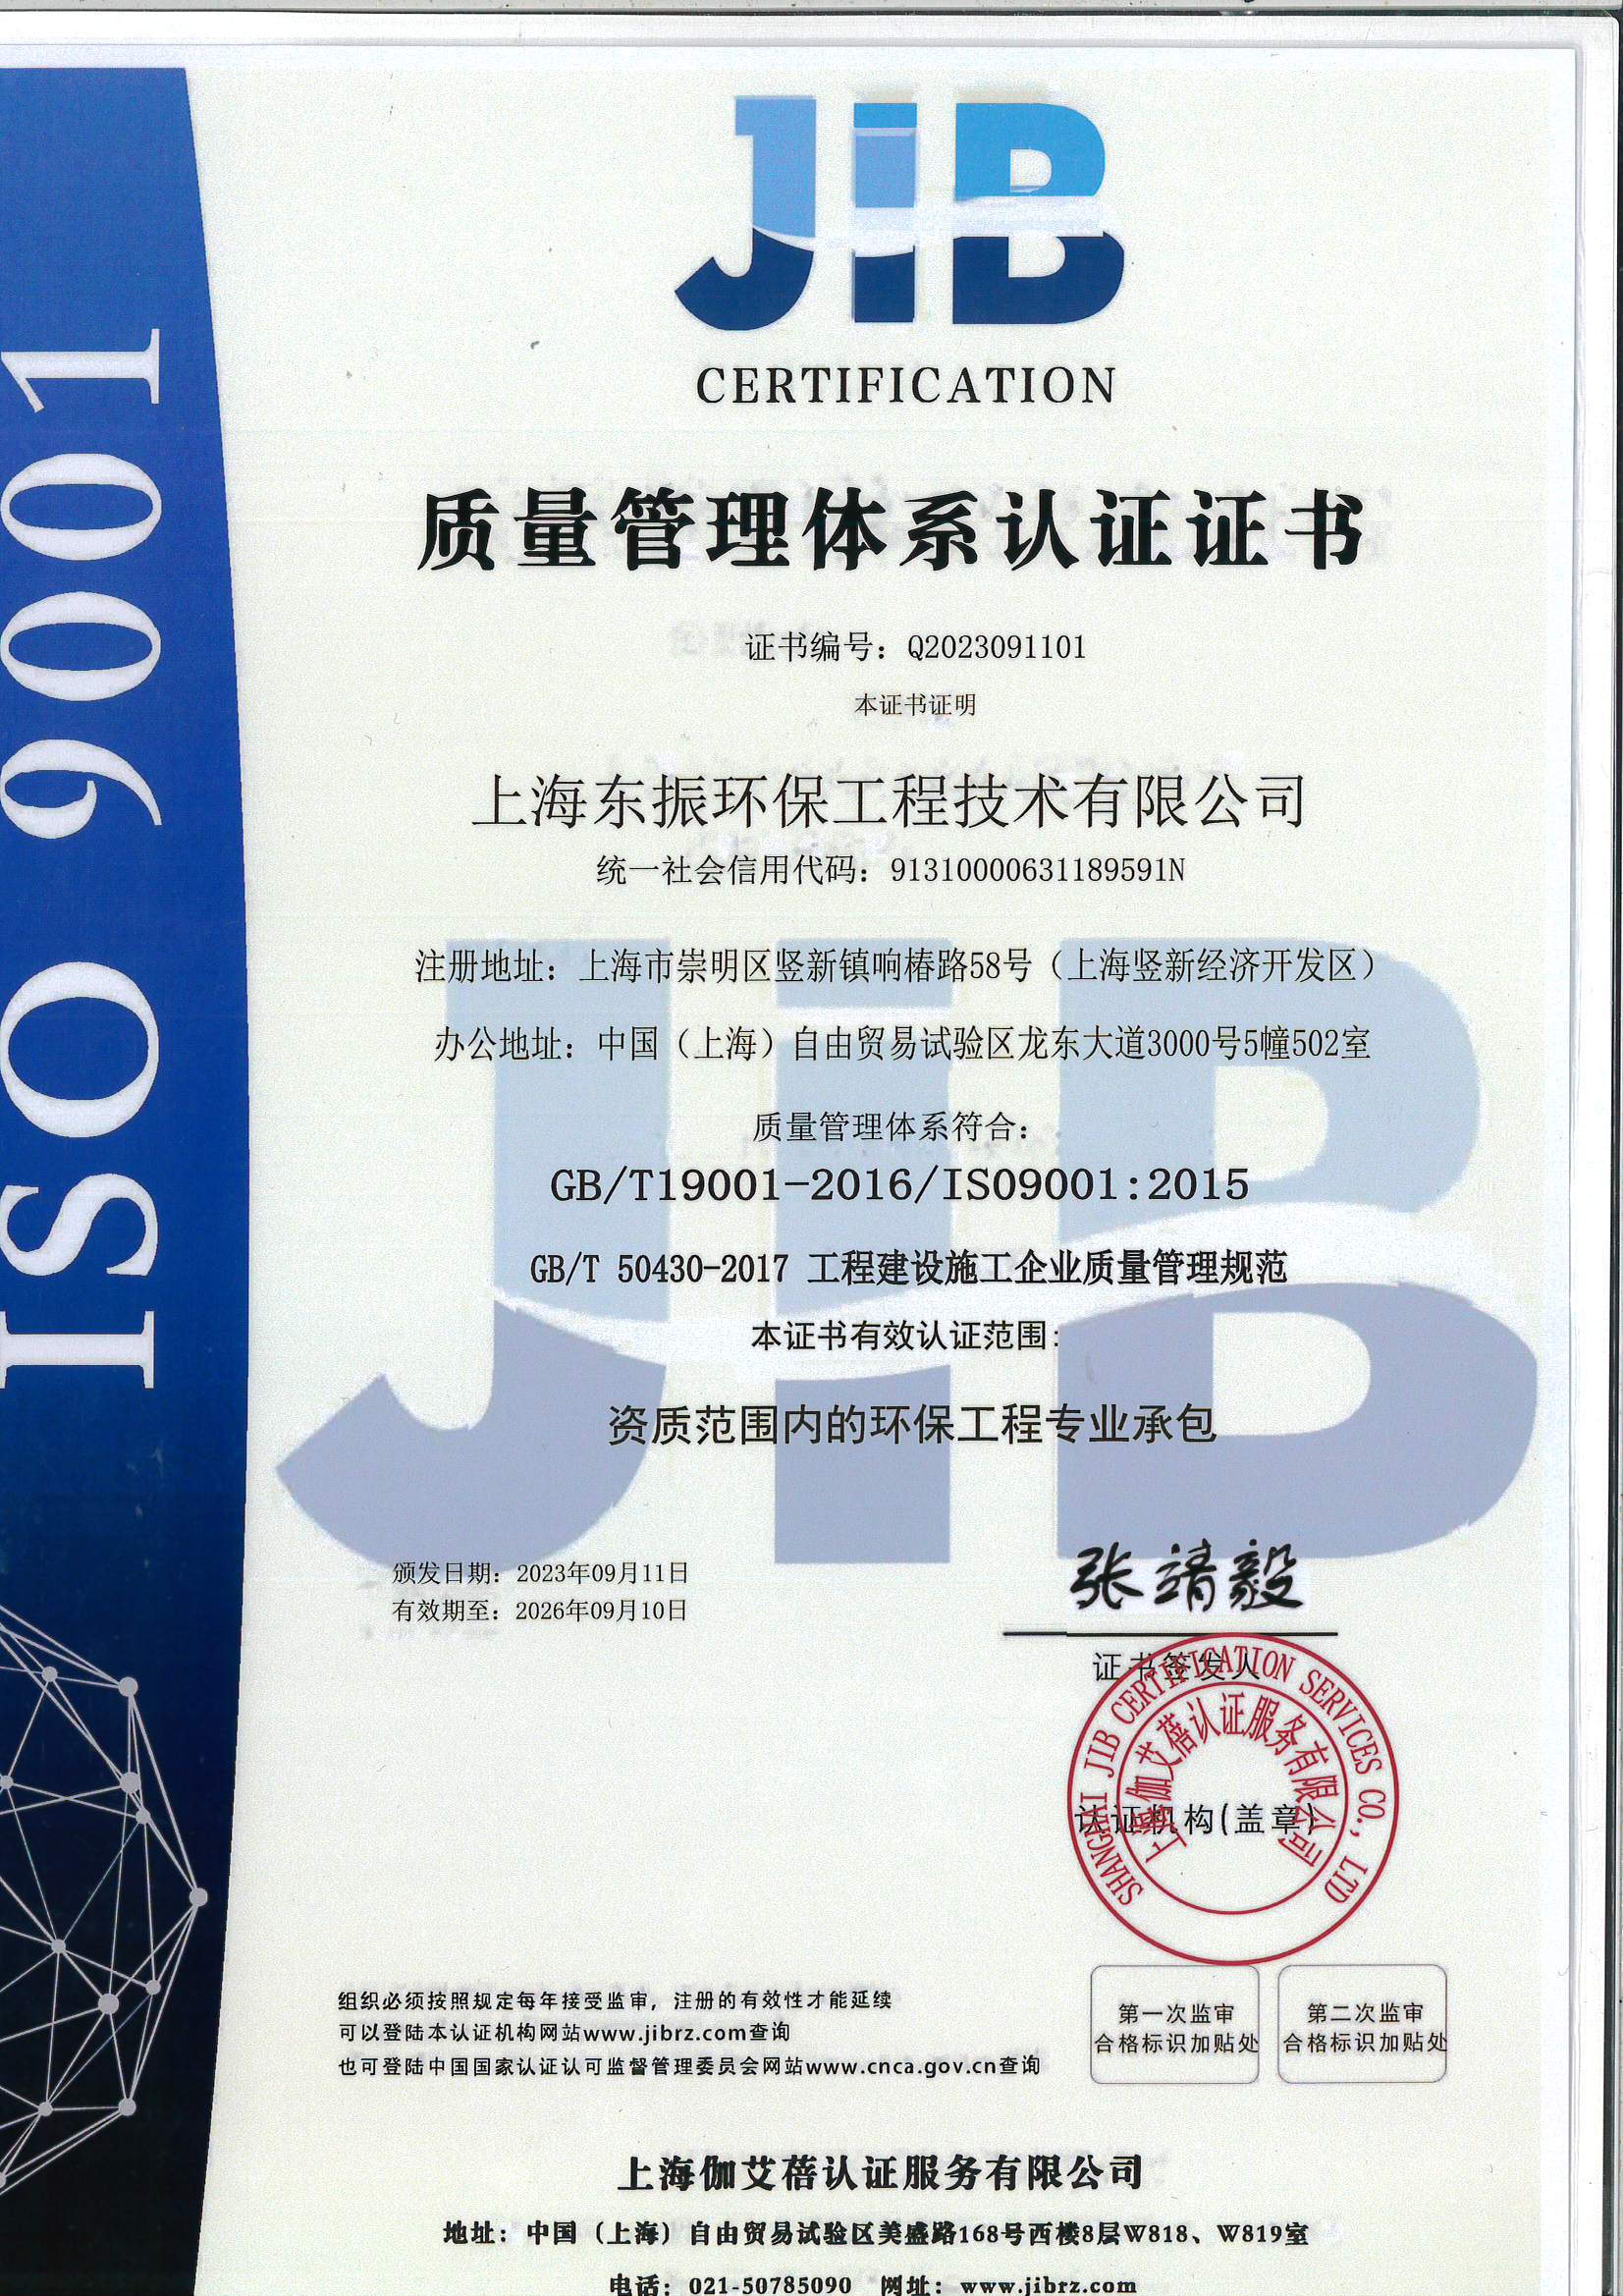 JiB
CERTIFICATION
ISO 9001
质量管理体系认证证书
证书编号：Q2023091101
本证书证明
上海东振环保工程技术有限公司
统一社会信用代码：91310000631189591N
注册地址：上海市崇明区竖新镇响椿路58号（上海竖新经济开发区）
办公地址：中国（上海）自由贸易试验区龙东大道3000号5幢502室
质量管理体系符合：
GB/T19001-2016/ISO9001:2015
GB/T 50430-2017 工程建设施工企业质量管理规范
本证书有效认证范围：
资质范围内的环保工程专业承包
颁发日期：2023年09月11日
有效期至：2026年09月10日
张靖毅
证书签发人
SHANGHAI JIB CERTIFICATION SERVICES CO., LTD
上海伽艾蓓认证服务有限公司
认证机构(盖章)
组织必须按照规定每年接受监审，注册的有效性才能延续
可以登陆本认证机构网站www.jibrz.com查询
也可登陆中国国家认证认可监督管理委员会网站www.cnca.gov.cn查询
第一次监审
合格标识加贴处
第二次监审
合格标识加贴处
上海伽艾蓓认证服务有限公司
地址：中国（上海）自由贸易试验区美盛路168号西楼8层W818、W819室
电话：021-50785090 网址：www.jibrz.com